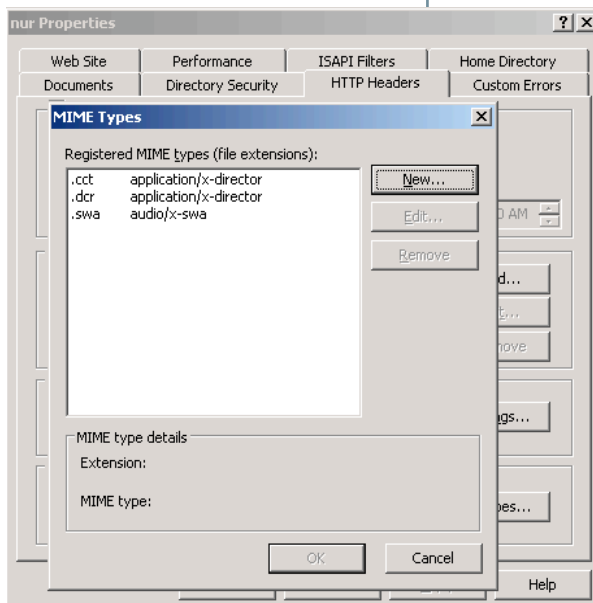 nur Properties
Web Site Performance ISAPI Filters Home Directory
Documents Directory Security HTTP Headers Custom Errors
MIME Types
Registered MIME types (file extensions):
.cct application/x-director
.dcr application/x-director
.swa audio/x-swa
New...
Edit...
Remove
AM
MIME type details
Extension:
MIME type:
OK Cancel
Help